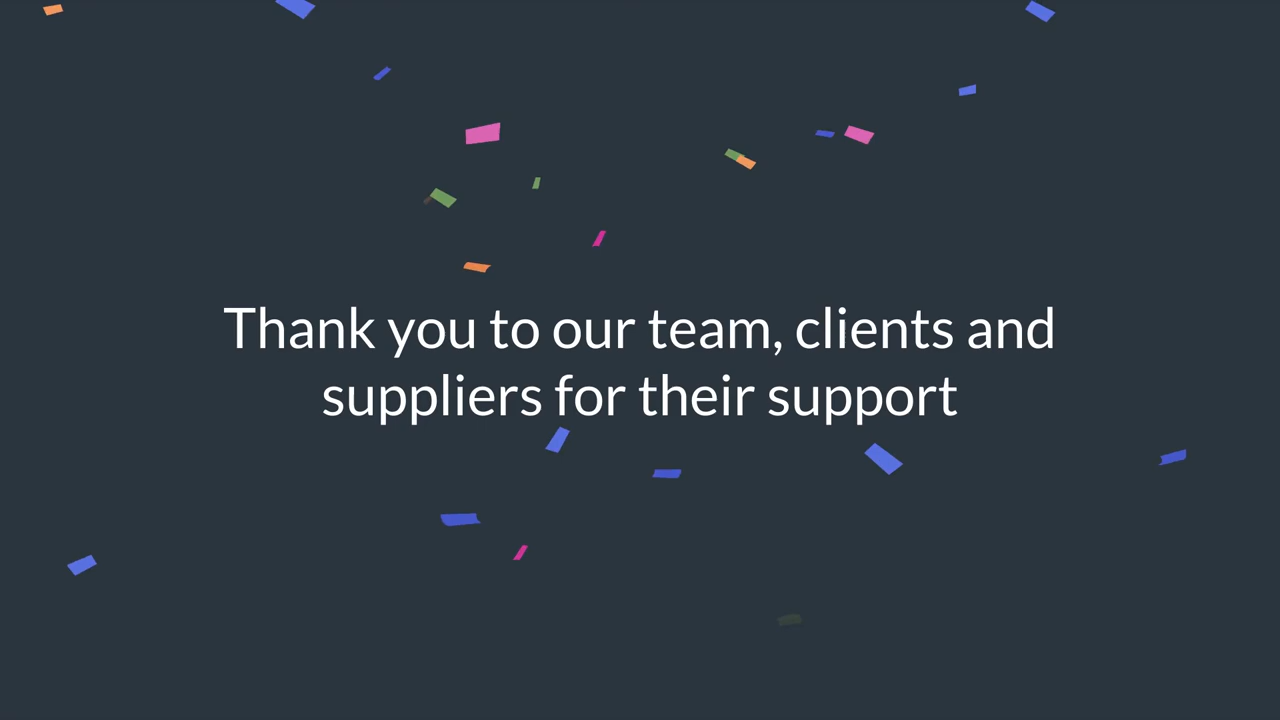 Thank you to our team, clients and
suppliers for their support